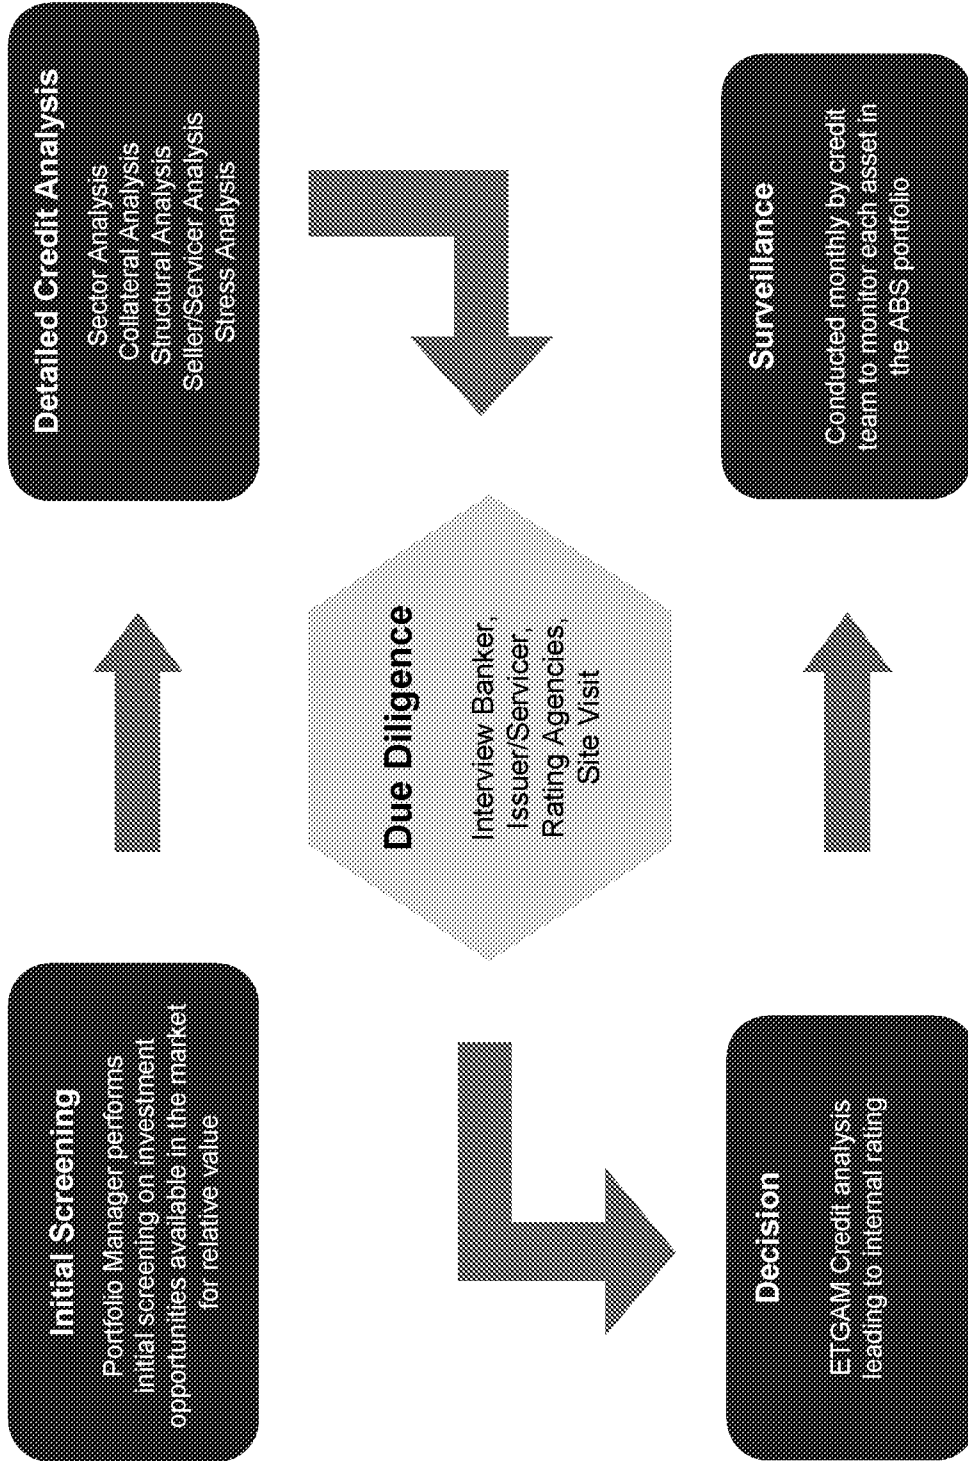 Initial Screening
Portfolio Manager performs
initial screening on investment
opportunities available in the market
for relative value
Detailed Credit Analysis
Sector Analysis
Collateral Analysis
Structural Analysis
Seller/Servicer Analysis
Stress Analysis
Due Diligence
Interview Banker,
Issuer/Servicer,
Rating Agencies,
Site Visit
Decision
ETGAM Credit analysis
leading to internal rating
Surveillance
Conducted monthly by credit
team to monitor each asset in
the ABS portfolio